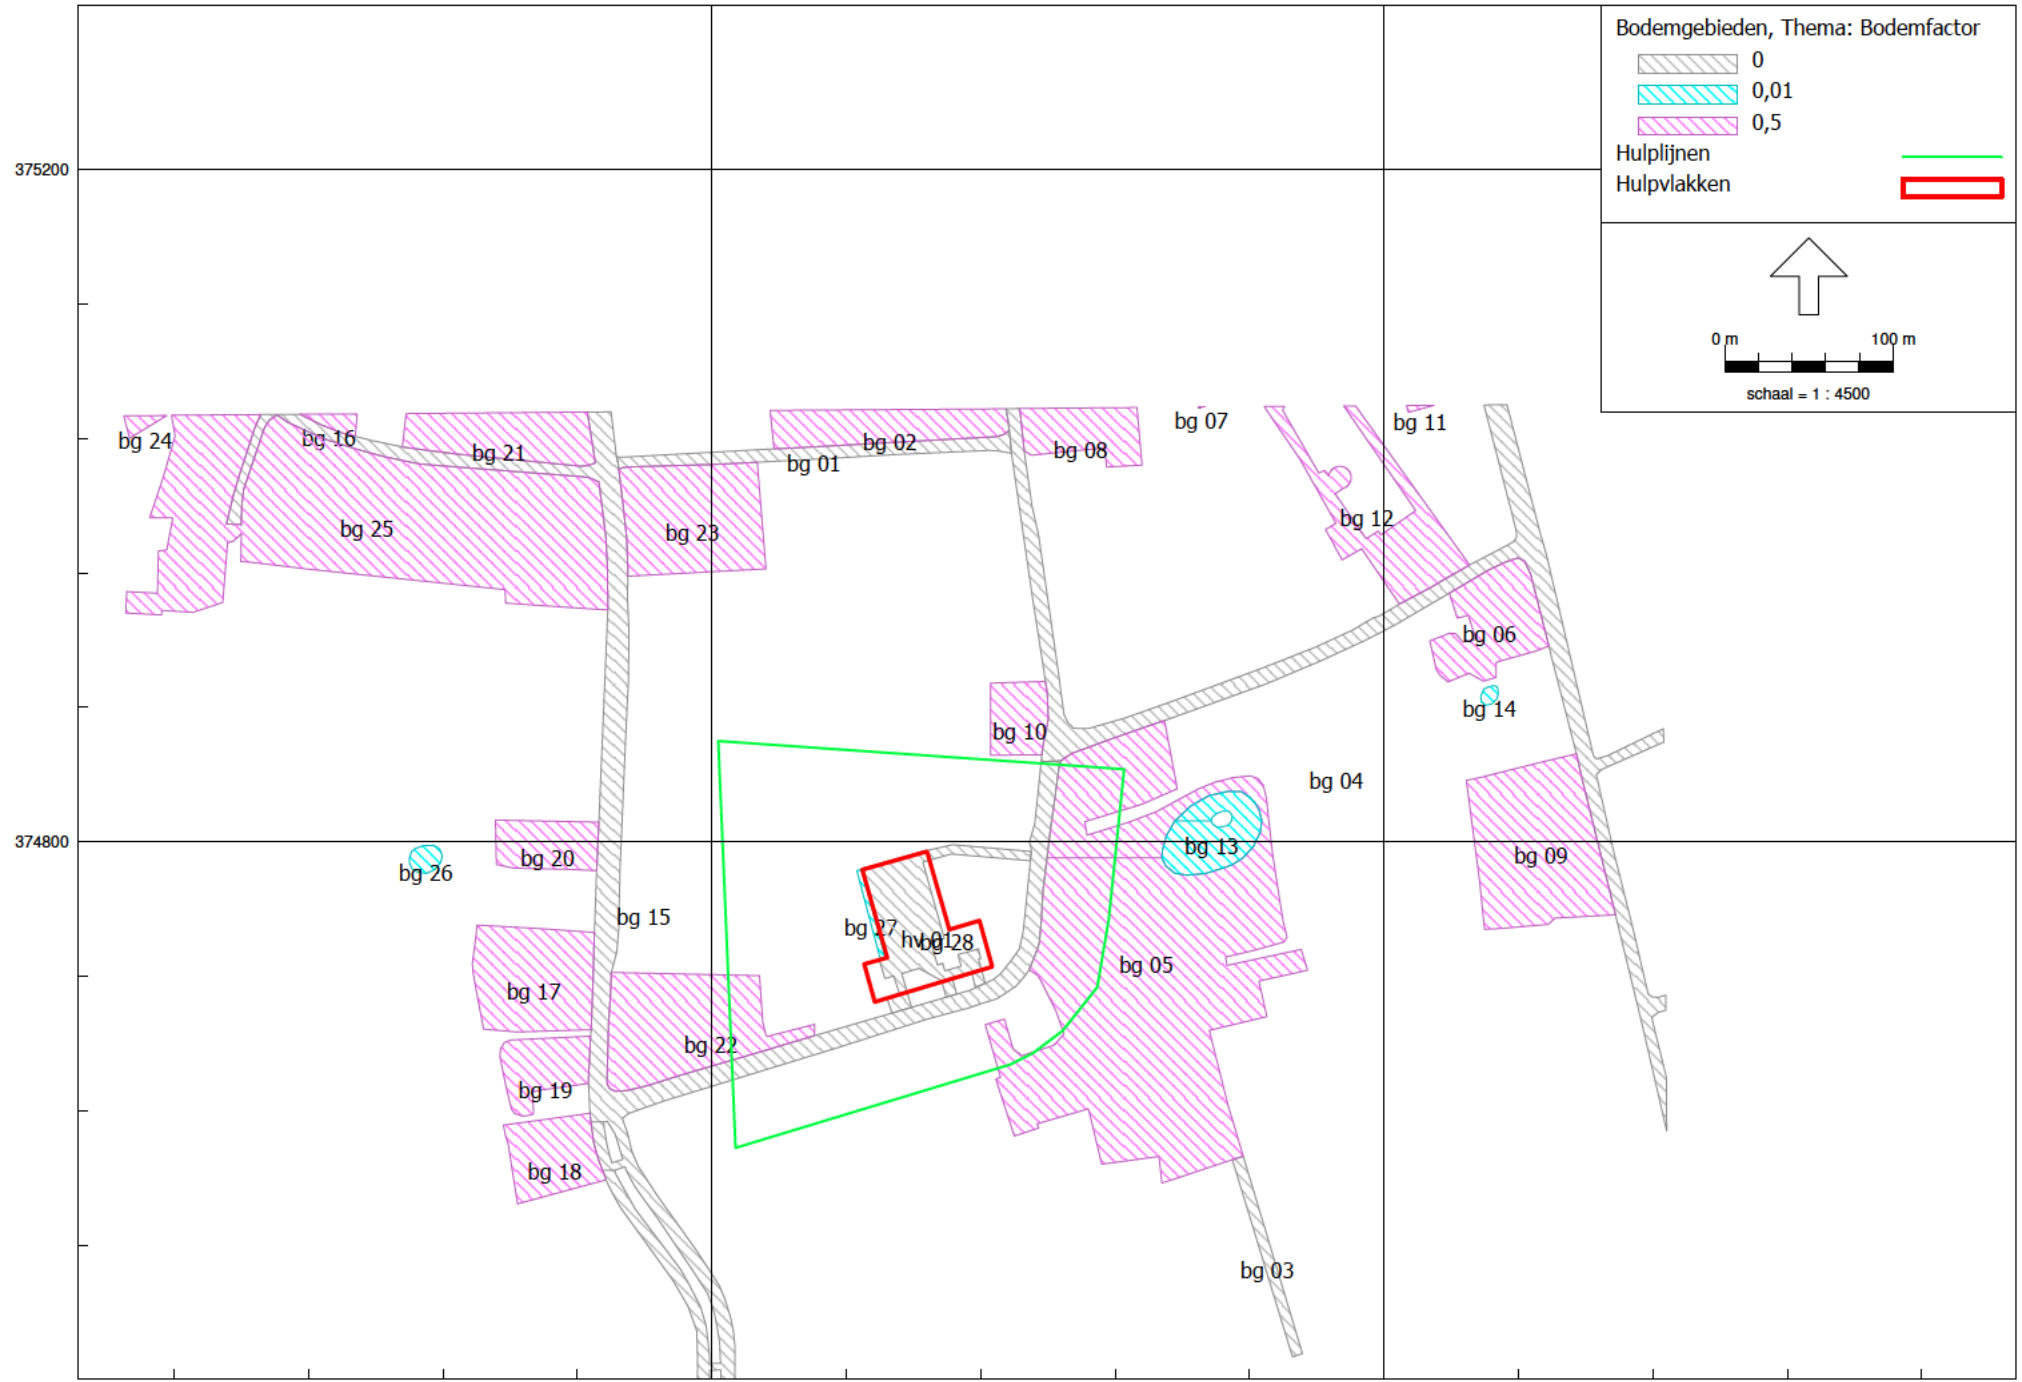 Bodemgebieden, Thema: Bodemfactor
0
0,01
0,5
Hulplijnen
Hulpvlakken
0 m 100 m
schaal = 1 : 4500
375200
374800
bg 24
bg 16
bg 21
bg 02
bg 01
bg 08
bg 07
bg 11
bg 25
bg 23
bg 12
bg 06
bg 14
bg 10
bg 04
bg 13
bg 09
bg 20
bg 26
bg 15
bg 27
hv 01
bg 28
bg 05
bg 17
bg 22
bg 19
bg 18
bg 03